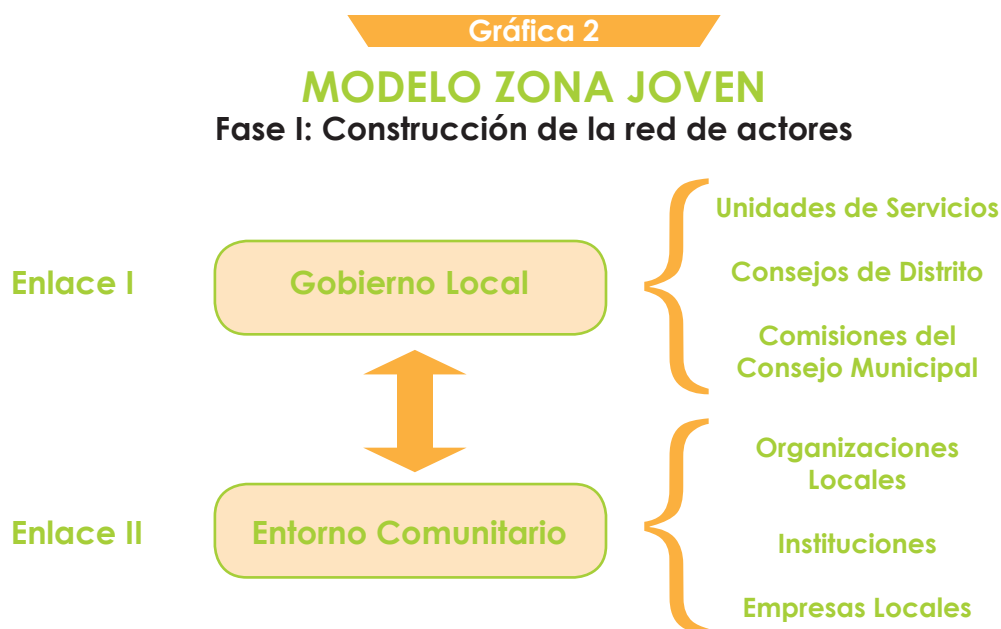 Gráfica 2
MODELO ZONA JOVEN
Fase I: Construcción de la red de actores
Enlace I
Gobierno Local
Unidades de Servicios
Consejos de Distrito
Comisiones del
Consejo Municipal
Enlace II
Entorno Comunitario
Organizaciones
Locales
Instituciones
Empresas Locales